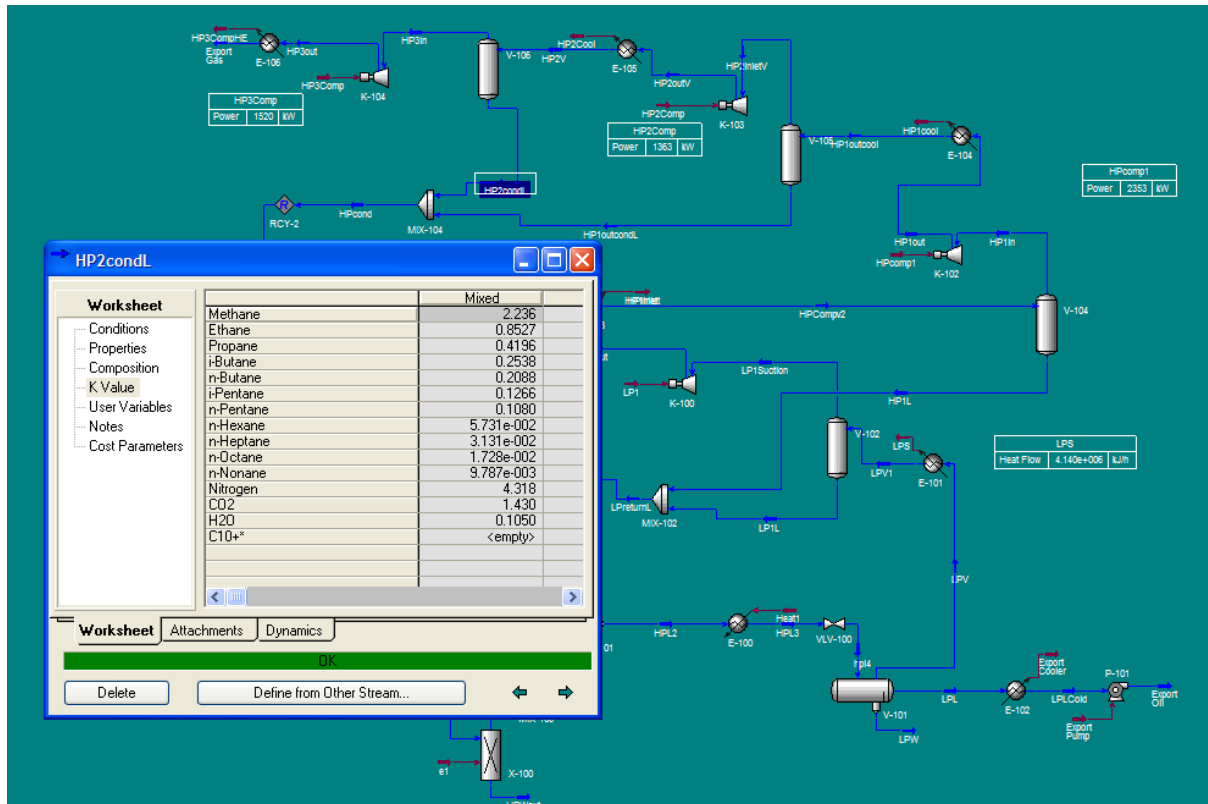 HP3CompHE
Export
Gas
E-106
HP3out
HP3Comp
K-104
HP3In
V-106
HP2V
HP2Cool
E-105
HP2outV
HP2Comp
K-103
HP3Comp
Power 1520 kW
HP2Comp
Power 1363 kW
V-105
HP1outcool
HP1cool
E-104
HPcomp1
Power 2353 kW
HP2condL
RCY-2
HPcond
MIX-104
HP1outcondL
HP1out
HPcomp1
K-102
HP1In
HPCompv2
V-104
HP2condL
Worksheet
Conditions
Properties
Composition
K Value
User Variables
Notes
Cost Parameters
Mixed
Methane 2.236
Ethane 0.8527
Propane 0.4196
i-Butane 0.2538
n-Butane 0.2088
i-Pentane 0.1266
n-Pentane 0.1080
n-Hexane 5.731e-002
n-Heptane 3.131e-002
n-Octane 1.728e-002
n-Nonane 9.787e-003
Nitrogen 4.318
CO2 1.430
H2O 0.1050
C10+* <empty>
Worksheet Attachments Dynamics
OK
Delete Define from Other Stream...
LP1
K-100
LP1Suction
HP1L
V-102
LPS
LPV1
E-101
LPS
Heat Flow 4.140e+006 kJ/h
LPreturnL
MIX-102
LP1L
LPV
HPL2
E-100
Heat1
HPL3
VLV-100
hpl4
V-101
LPW
LPL
Export
Cooler
E-102
LPLCold
P-101
Export
Pump
Export
Oil
e1
X-100